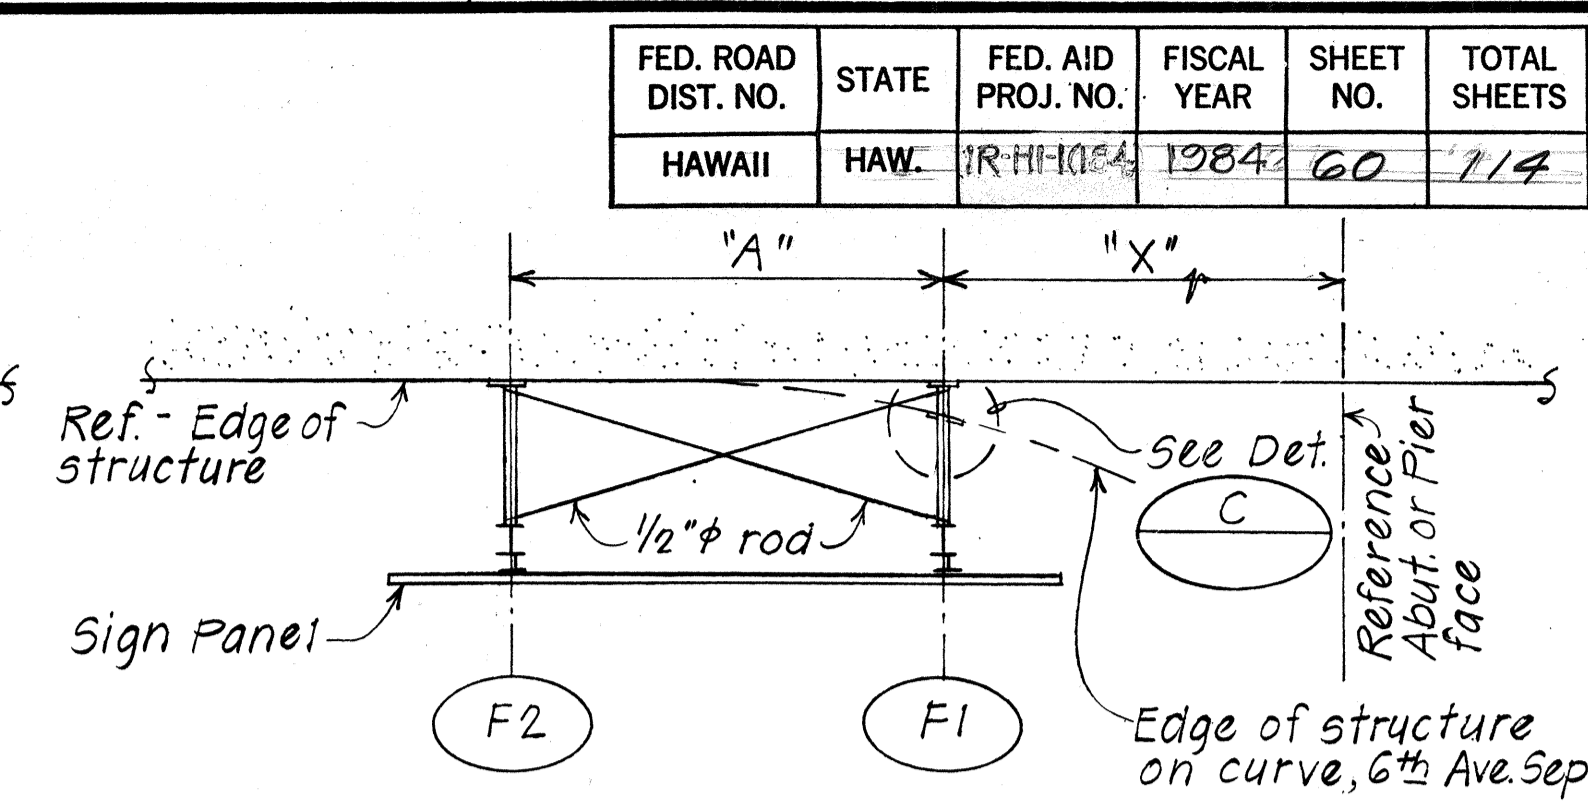 FED. ROAD DIST. NO.
STATE
FED. AID PROJ. NO.
FISCAL YEAR
SHEET NO.
TOTAL SHEETS
HAWAII
HAW.
1984
60
114
"A"
"X"
Ref. - Edge of
structure
See Det.
C
1/2"φ rod
Reference
Abut. or Pier
face
Sign Panel
F2
F1
Edge of structure
on curve, 6th Ave. Sep